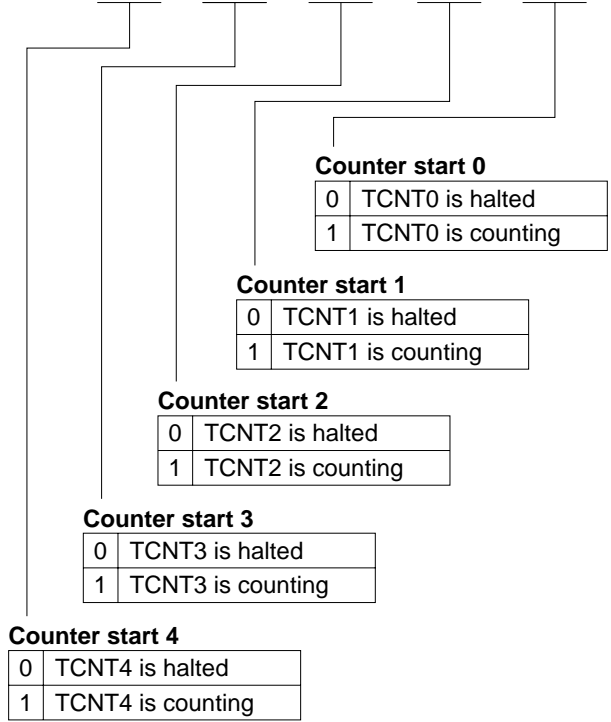 Counter start 0
0 TCNT0 is halted
1 TCNT0 is counting
Counter start 1
0 TCNT1 is halted
1 TCNT1 is counting
Counter start 2
0 TCNT2 is halted
1 TCNT2 is counting
Counter start 3
0 TCNT3 is halted
1 TCNT3 is counting
Counter start 4
0 TCNT4 is halted
1 TCNT4 is counting